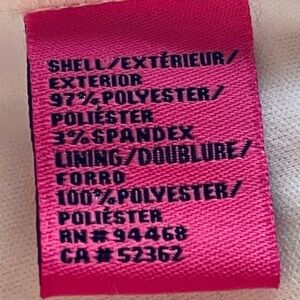 SHELL/EXTÉRIEUR/
EXTERIOR
97%POLYESTER/
POLIÉSTER
3%SPANDEX
LINING/DOUBLURE/
FORRO
100%POLYESTER/
POLIÉSTER
RN#94468
CA#52362